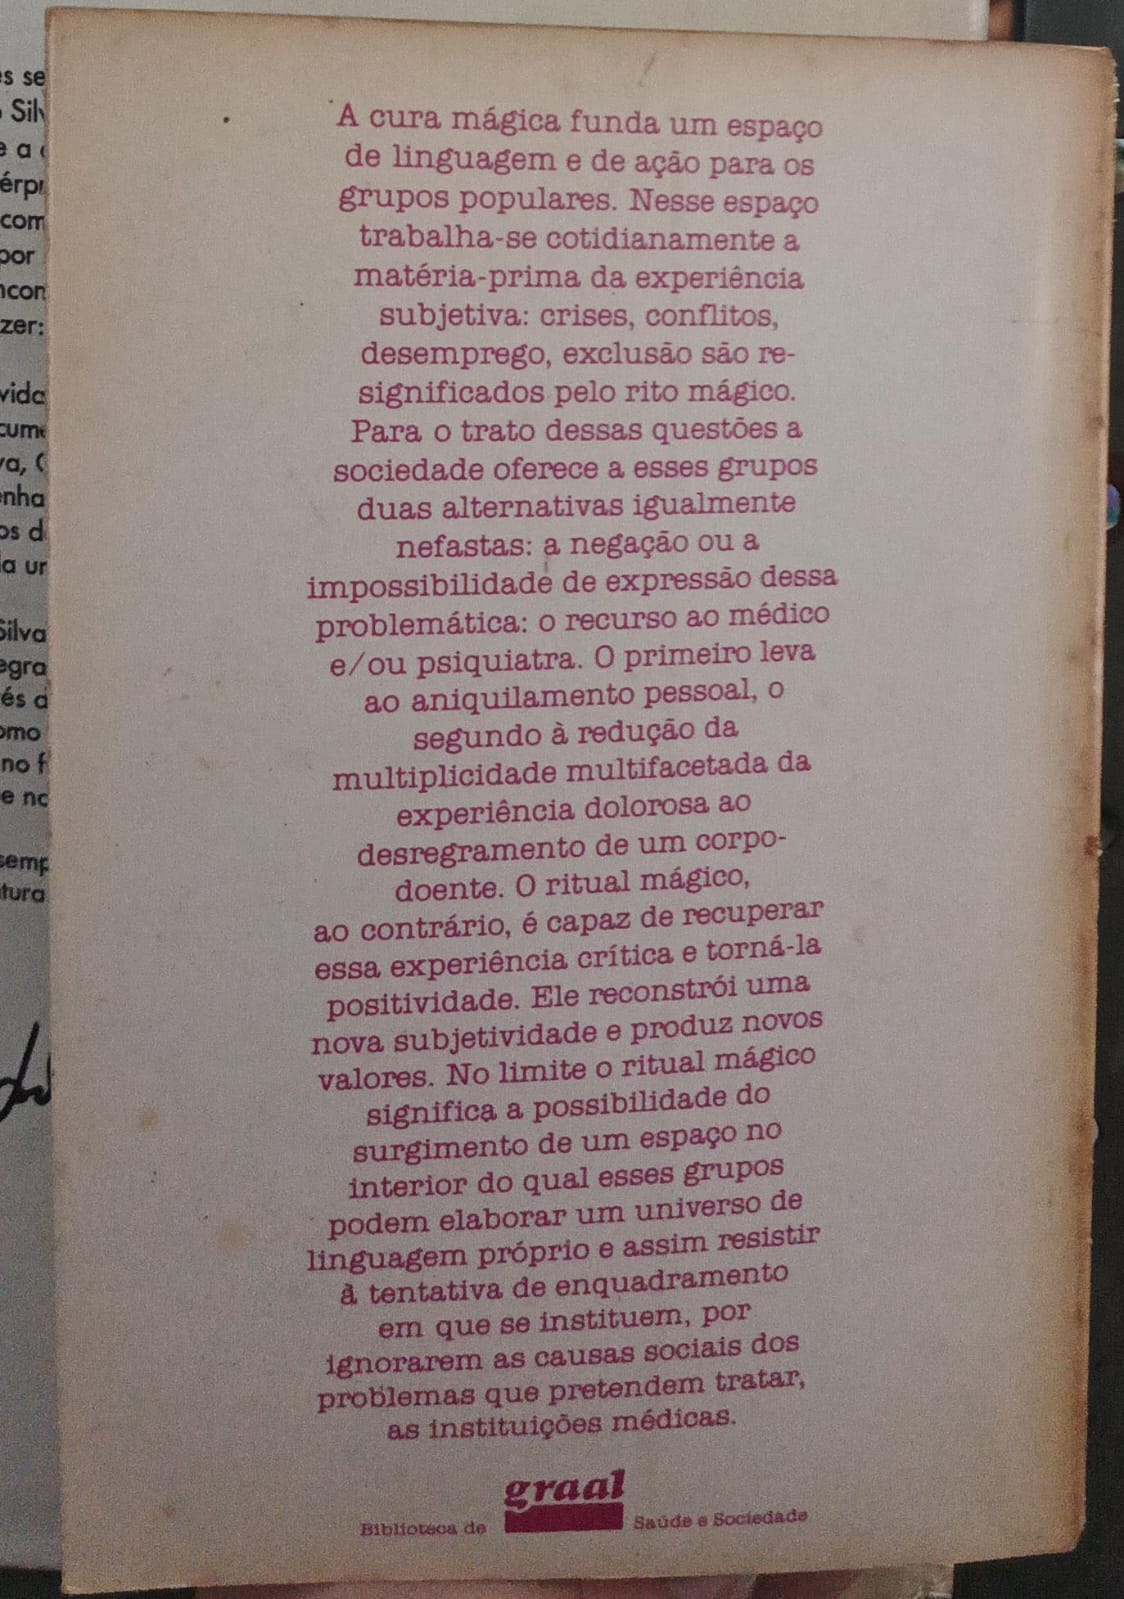 A cura mágica funda um espaço
de linguagem e de ação para os
grupos populares. Nesse espaço
trabalha-se cotidianamente a
matéria-prima da experiência
subjetiva: crises, conflitos,
desemprego, exclusão são re-
significados pelo rito mágico.
Para o trato dessas questões a
sociedade oferece a esses grupos
duas alternativas igualmente
nefastas: a negação ou a
impossibilidade de expressão dessa
problemática: o recurso ao médico
e/ou psiquiatra. O primeiro leva
ao aniquilamento pessoal, o
segundo à redução da
multiplicidade multifacetada da
experiência dolorosa ao
desregramento de um corpo-
doente. O ritual mágico,
ao contrário, é capaz de recuperar
essa experiência crítica e torná-la
positividade. Ele reconstrói uma
nova subjetividade e produz novos
valores. No limite o ritual mágico
significa a possibilidade do
surgimento de um espaço no
interior do qual esses grupos
podem elaborar um universo de
linguagem próprio e assim resistir
à tentativa de enquadramento
em que se instituem, por
ignorarem as causas sociais dos
problemas que pretendem tratar,
as instituições médicas.
graal
Biblioteca de Saúde e Sociedade